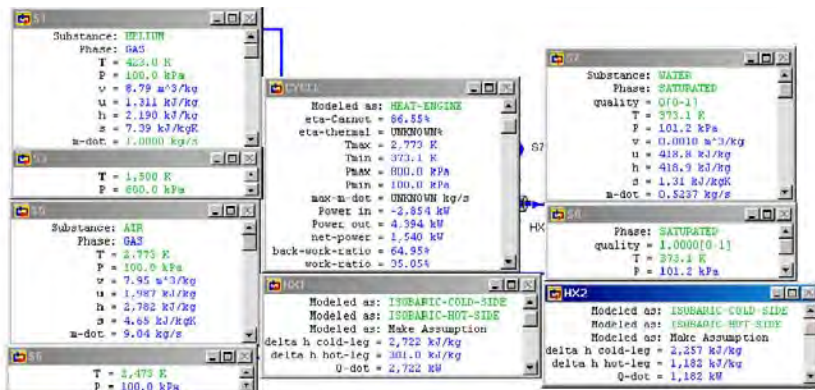 S1
Substance: HELIUM
Phase: GAS
T = 423.0 K
P = 100.0 kPa
v = 8.79 m^3/kg
u = 1.311 kJ/kg
h = 2,190 kJ/kg
s = 7.39 kJ/kgK
m-dot = 1.0000 kg/s
S3
T = 1,500 K
P = 800.0 kPa
S5
Substance: AIR
Phase: GAS
T = 2,773 K
P = 100.0 kPa
v = 7.95 m^3/kg
u = 1,987 kJ/kg
h = 2,782 kJ/kg
s = 4.65 kJ/kgK
m-dot = 9.04 kg/s
S6
T = 2,473 K
P = 100.0 kPa
CYCLE
Modeled as: HEAT-ENGINE
eta-Carnot = 86.55%
eta-thermal = UNKNOWN%
Tmax = 2,773 K
Tmin = 373.1 K
Pmax = 800.0 kPa
Pmin = 100.0 kPa
max-m-dot = UNKNOWN kg/s
Power in = -2,854 kW
Power out = 4,394 kW
net-power = 1,540 kW
back-work-ratio = 64.95%
work-ratio = 35.05%
HX1
Modeled as: ISOBARIC-COLD-SIDE
Modeled as: ISOBARIC-HOT-SIDE
Modeled as: Make Assumption
delta h cold-leg = 2,722 kJ/kg
delta h hot-leg = 301.0 kJ/kg
Q-dot = 2,722 kW
S7
HX
S7
Substance: WATER
Phase: SATURATED
quality = 0[0-1]
T = 373.1 K
P = 101.2 kPa
v = 0.0010 m^3/kg
u = 418.8 kJ/kg
h = 418.9 kJ/kg
s = 1.31 kJ/kgK
m-dot = 0.5237 kg/s
S8
Phase: SATURATED
quality = 1.0000[0-1]
T = 373.1 K
P = 101.2 kPa
HX2
Modeled as: ISOBARIC-COLD-SIDE
Modeled as: ISOBARIC-HOT-SIDE
Modeled as: Make Assumption
delta h cold-leg = 2,257 kJ/kg
delta h hot-leg = 1,182 kJ/kg
Q-dot = 1,182 kW